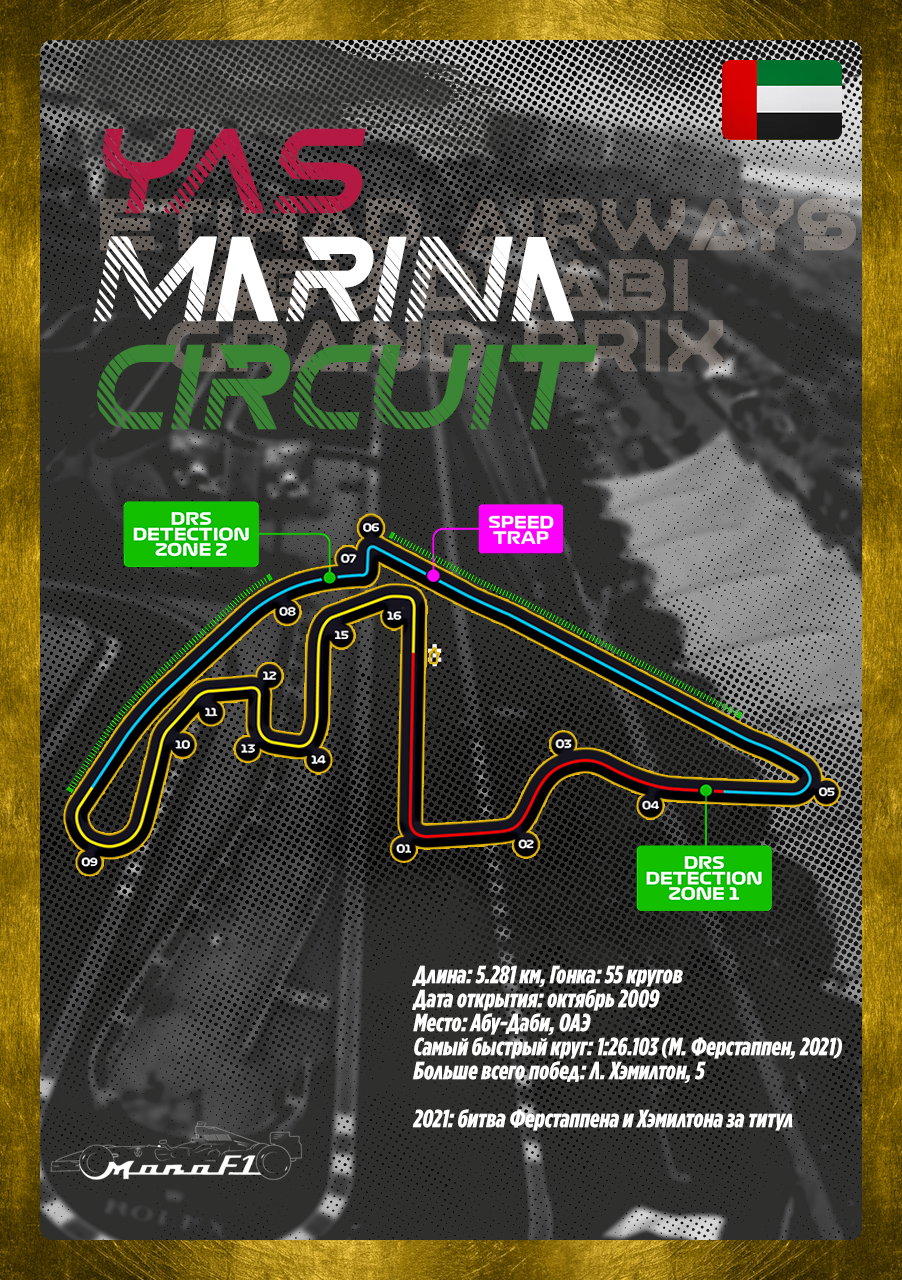 YAS
ETIHAD AIRWAYS
MARINA
ABU DHABI
GRAND PRIX
CIRCUIT
DRS
DETECTION
ZONE 2
06
SPEED
TRAP
07
08
16
15
12
11
10
13
14
03
05
04
01
02
09
DRS
DETECTION
ZONE 1
Длина: 5.281 км, Гонка: 55 кругов
Дата открытия: октябрь 2009
Место: Абу-Даби, ОАЭ
Самый быстрый круг: 1:26.103 (М. Ферстаппен, 2021)
Больше всего побед: Л. Хэмилтон, 5
2021: битва Ферстаппена и Хэмилтона за титул
ManaF1
ROLEX